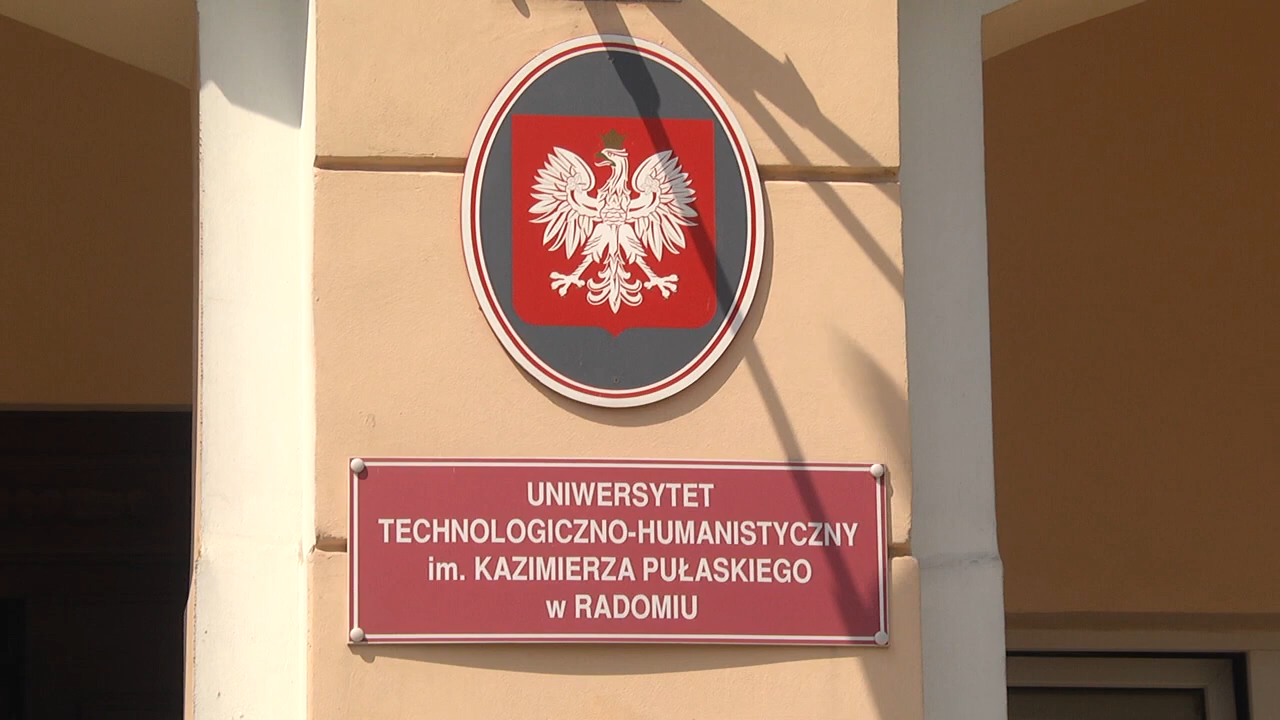 UNIWERSYTET
TECHNOLOGICZNO-HUMANISTYCZNY
im. KAZIMIERZA PUŁASKIEGO
w RADOMIU